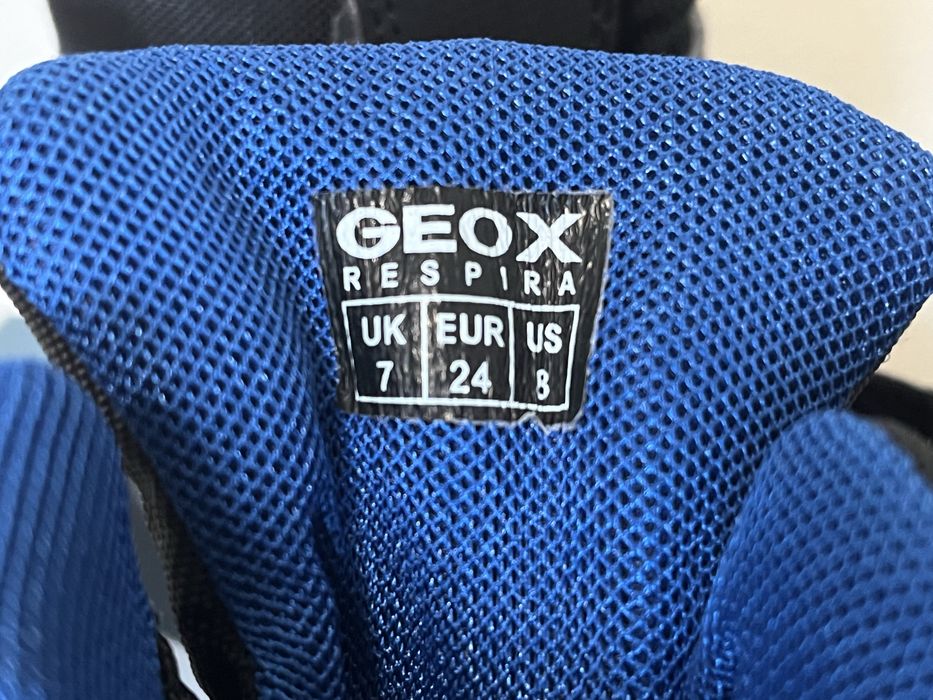 GEOX
RESPIRA
UK EUR US
7 24 8